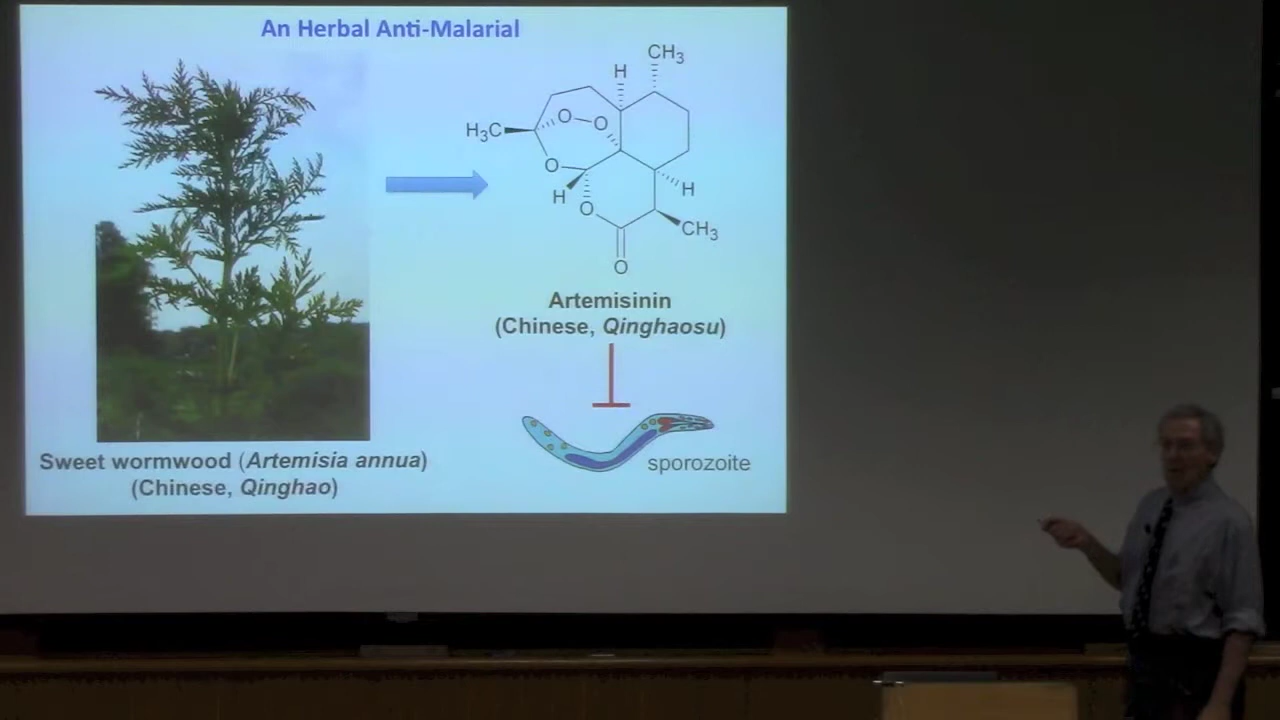 An Herbal Anti-Malarial
CH3
H
O
O
H3C
O
H
H
O
CH3
O
Artemisinin
(Chinese, Qinghaosu)
sporozoite
Sweet wormwood (Artemisia annua)
(Chinese, Qinghao)